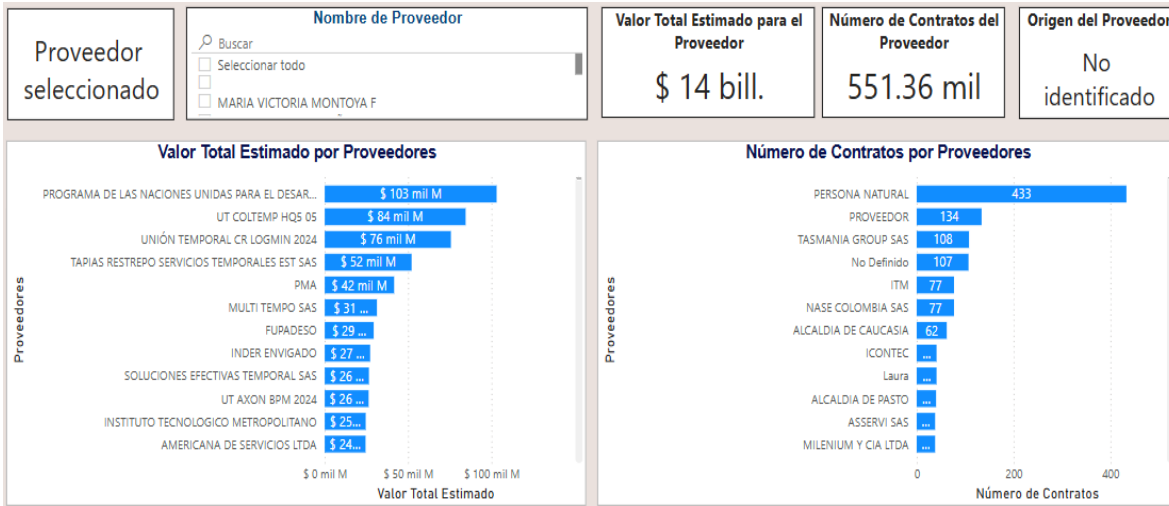 Proveedor
seleccionado
Nombre de Proveedor
Buscar
Seleccionar todo
MARIA VICTORIA MONTOYA F
Valor Total Estimado para el
Proveedor
$ 14 bill.
Número de Contratos del
Proveedor
551.36 mil
Origen del Proveedor
No
identificado
Valor Total Estimado por Proveedores
Proveedores
PROGRAMA DE LAS NACIONES UNIDAS PARA EL DESAR... $ 103 mil M
UT COLTEMP HQ5 05 $ 84 mil M
UNIÓN TEMPORAL CR LOGMIN 2024 $ 76 mil M
TAPIAS RESTREPO SERVICIOS TEMPORALES EST SAS $ 52 mil M
PMA $ 42 mil M
MULTI TEMPO SAS $ 31 ...
FUPADESO $ 29 ...
INDER ENVIGADO $ 27 ...
SOLUCIONES EFECTIVAS TEMPORAL SAS $ 26 ...
UT AXON BPM 2024 $ 26 ...
INSTITUTO TECNOLOGICO METROPOLITANO $ 25...
AMERICANA DE SERVICIOS LTDA $ 24...
$ 0 mil M $ 50 mil M $ 100 mil M
Valor Total Estimado
Número de Contratos por Proveedores
Proveedores
PERSONA NATURAL 433
PROVEEDOR 134
TASMANIA GROUP SAS 108
No Definido 107
ITM 77
NASE COLOMBIA SAS 77
ALCALDIA DE CAUCASIA 62
ICONTEC ...
Laura ...
ALCALDIA DE PASTO ...
ASSERVI SAS ...
MILENIUM Y CIA LTDA ...
0 200 400
Número de Contratos